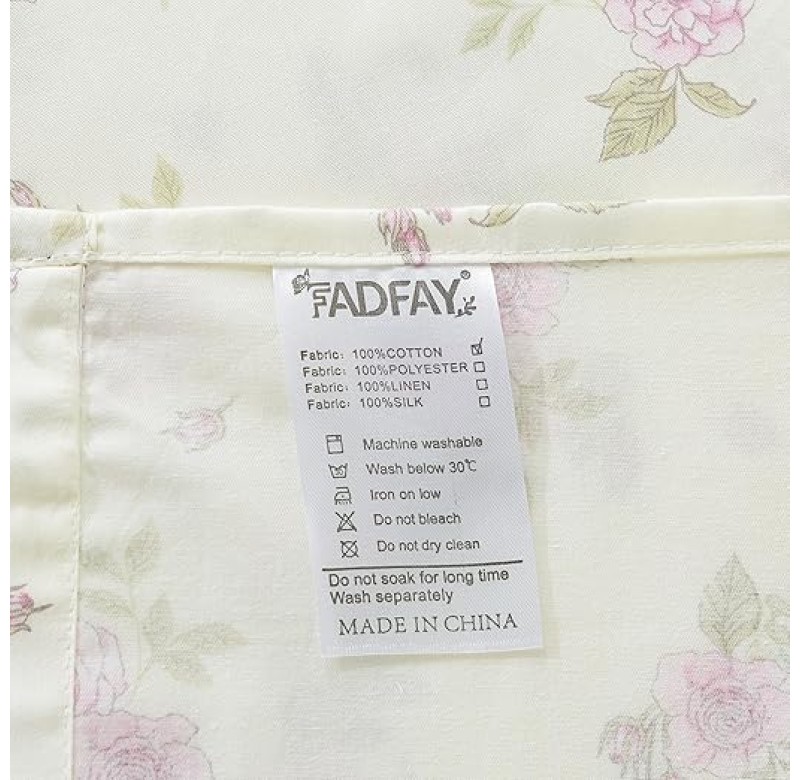 FADFAY®
Fabric: 100%COTTON ☑
Fabric: 100%POLYESTER ☐
Fabric: 100%LINEN ☐
Fabric: 100%SILK ☐
Machine washable
30 Wash below 30℃
Iron on low
Do not bleach
Do not dry clean
Do not soak for long time
Wash separately
MADE IN CHINA